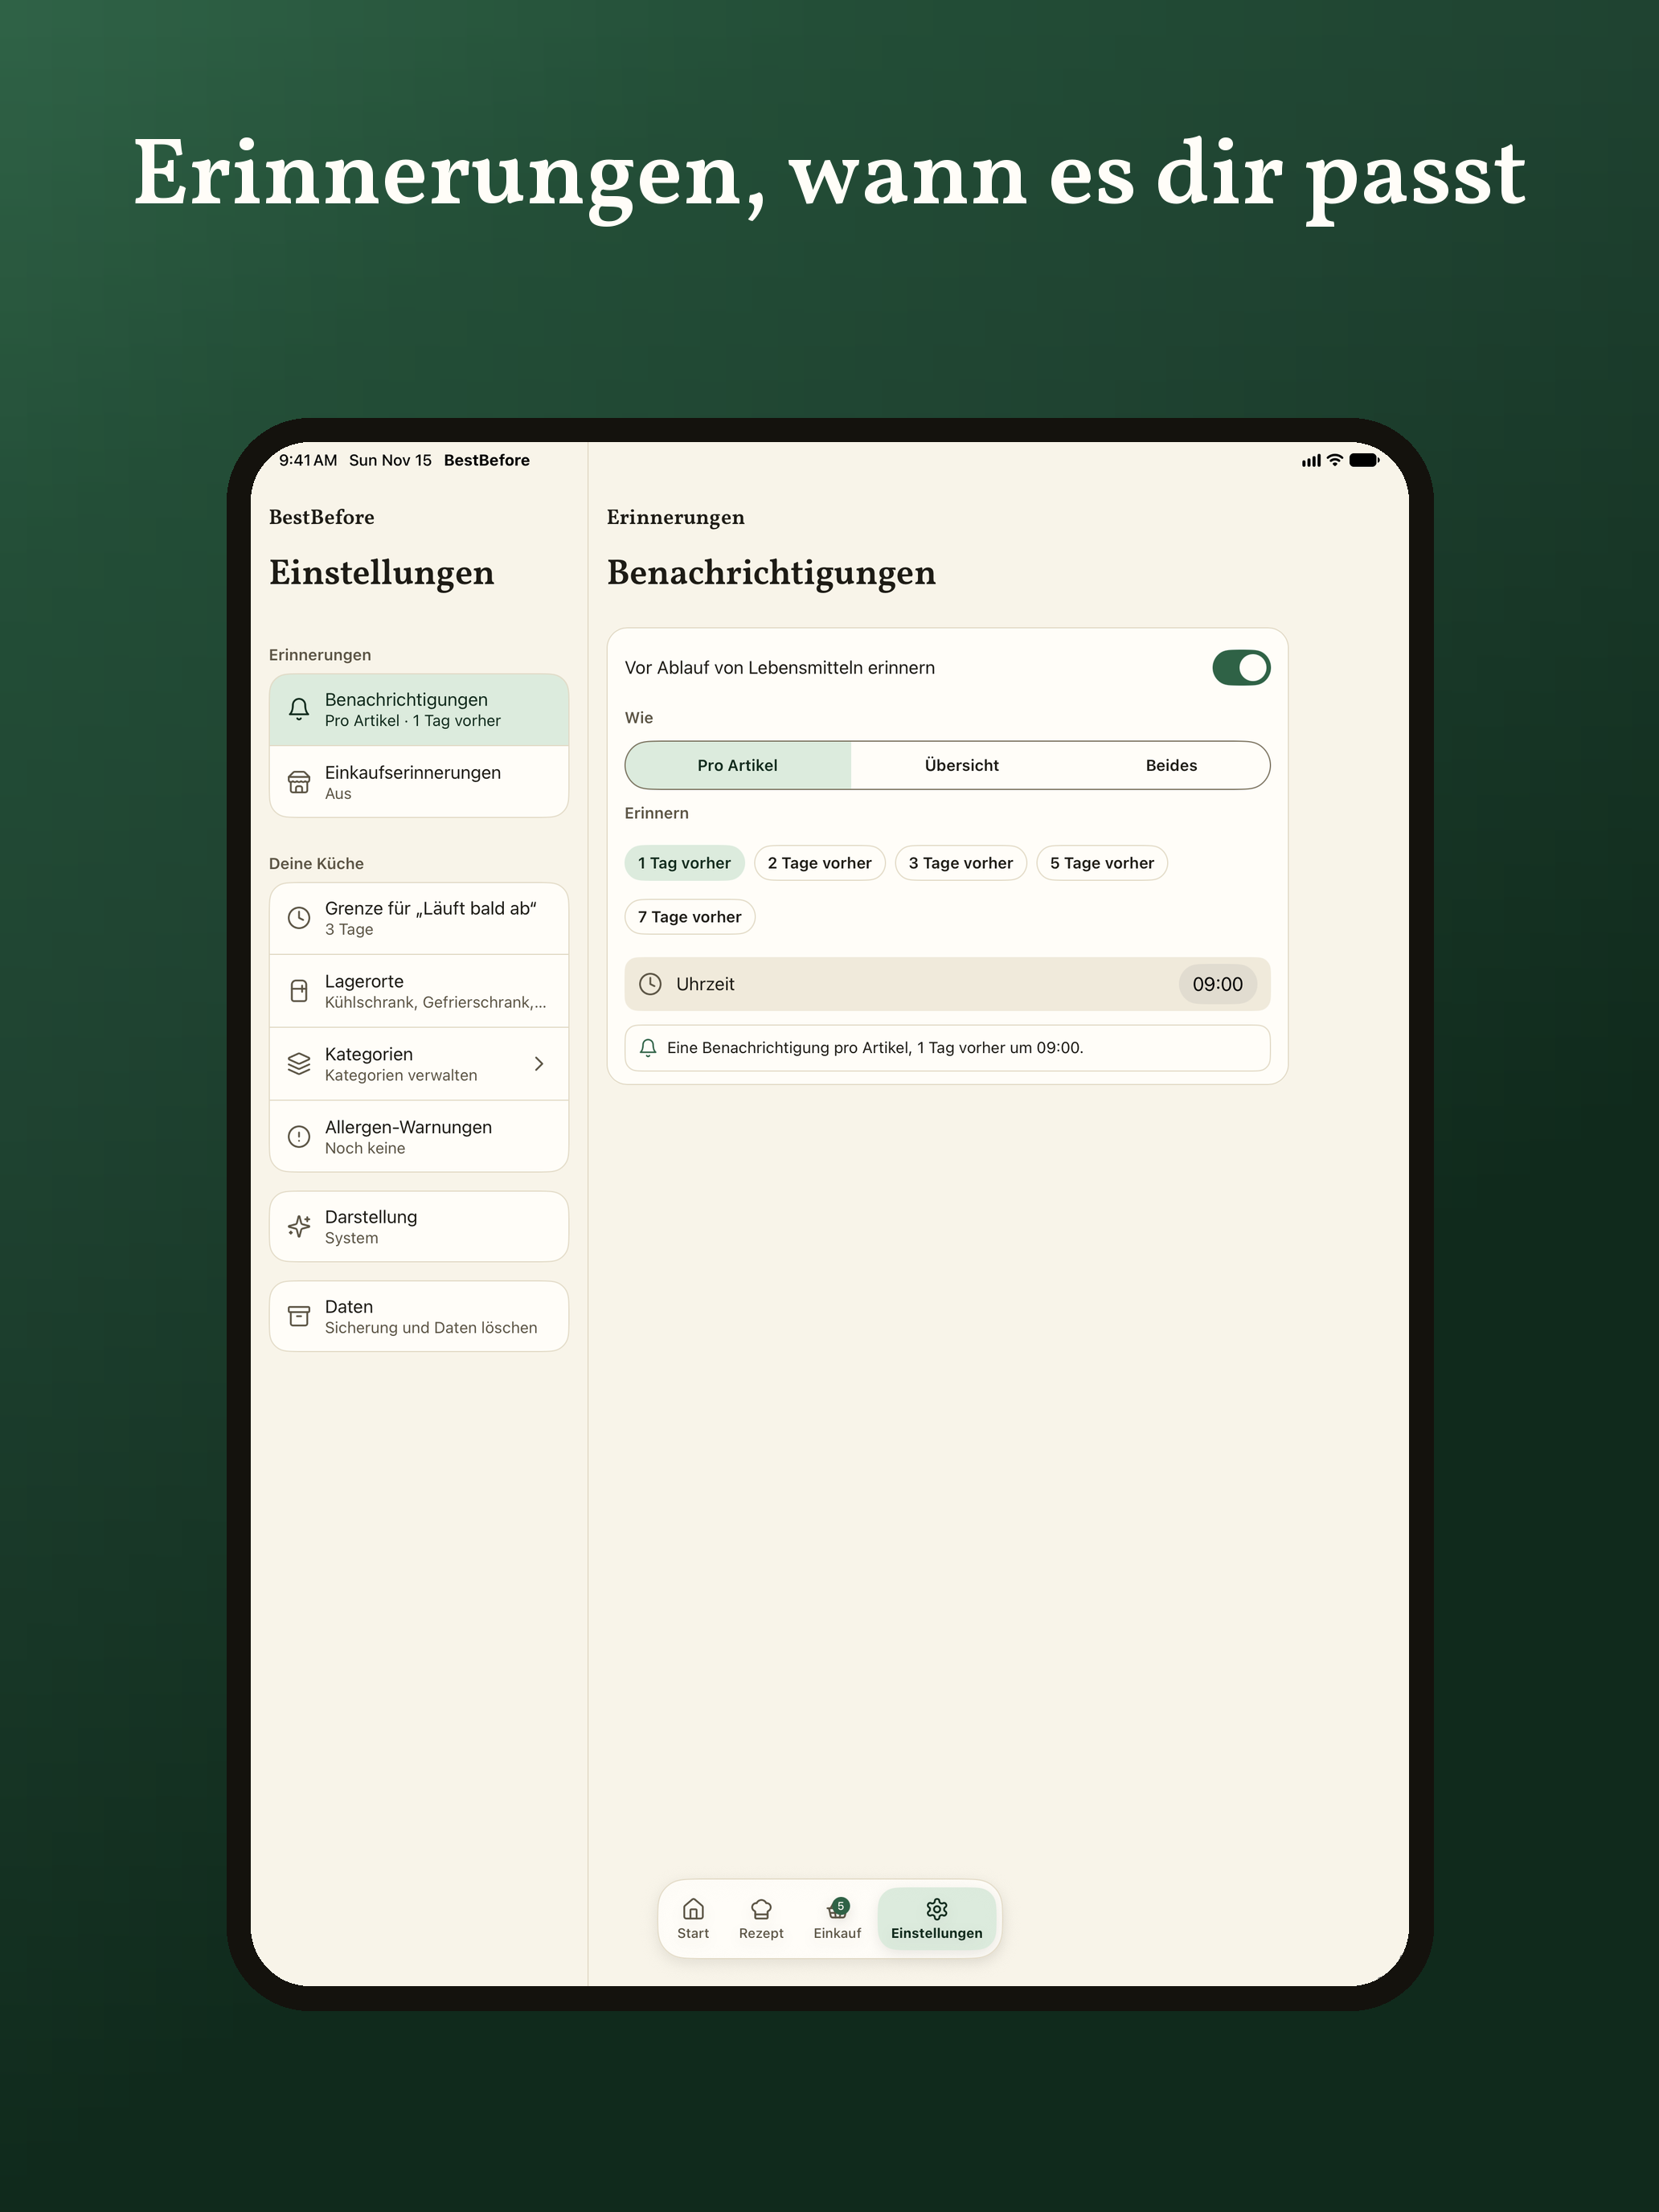 Erinnerungen, wann es dir passt
9:41 AM Sun Nov 15 BestBefore
BestBefore
Einstellungen
Erinnerungen
Benachrichtigungen
Pro Artikel · 1 Tag vorher
Einkaufserinnerungen
Aus
Deine Küche
Grenze für „Läuft bald ab“
3 Tage
Lagerorte
Kühlschrank, Gefrierschrank,...
Kategorien
Kategorien verwalten
Allergen-Warnungen
Noch keine
Darstellung
System
Daten
Sicherung und Daten löschen
Erinnerungen
Benachrichtigungen
Vor Ablauf von Lebensmitteln erinnern
Wie
Pro Artikel Übersicht Beides
Erinnern
1 Tag vorher 2 Tage vorher 3 Tage vorher 5 Tage vorher
7 Tage vorher
Uhrzeit 09:00
Eine Benachrichtigung pro Artikel, 1 Tag vorher um 09:00.
5
Start Rezept Einkauf Einstellungen